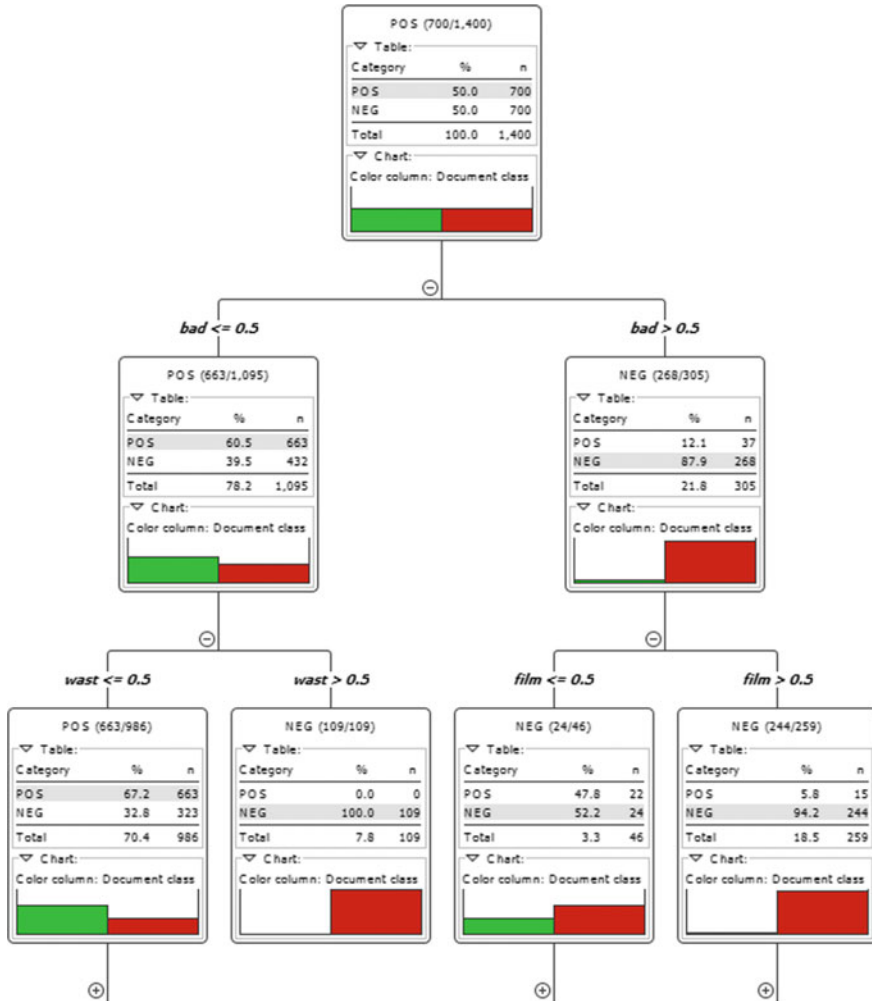 POS (700/1,400)
Table:
Category % n
POS 50.0 700
NEG 50.0 700
Total 100.0 1,400
Chart:
Color column: Document class
bad <= 0.5
bad > 0.5
POS (663/1,095)
Table:
Category % n
POS 60.5 663
NEG 39.5 432
Total 78.2 1,095
Chart:
Color column: Document class
NEG (268/305)
Table:
Category % n
POS 12.1 37
NEG 87.9 268
Total 21.8 305
Chart:
Color column: Document class
wast <= 0.5
wast > 0.5
film <= 0.5
film > 0.5
POS (663/986)
Table:
Category % n
POS 67.2 663
NEG 32.8 323
Total 70.4 986
Chart:
Color column: Document class
NEG (109/109)
Table:
Category % n
POS 0.0 0
NEG 100.0 109
Total 7.8 109
Chart:
Color column: Document class
NEG (24/46)
Table:
Category % n
POS 47.8 22
NEG 52.2 24
Total 3.3 46
Chart:
Color column: Document class
NEG (244/259)
Table:
Category % n
POS 5.8 15
NEG 94.2 244
Total 18.5 259
Chart:
Color column: Document class